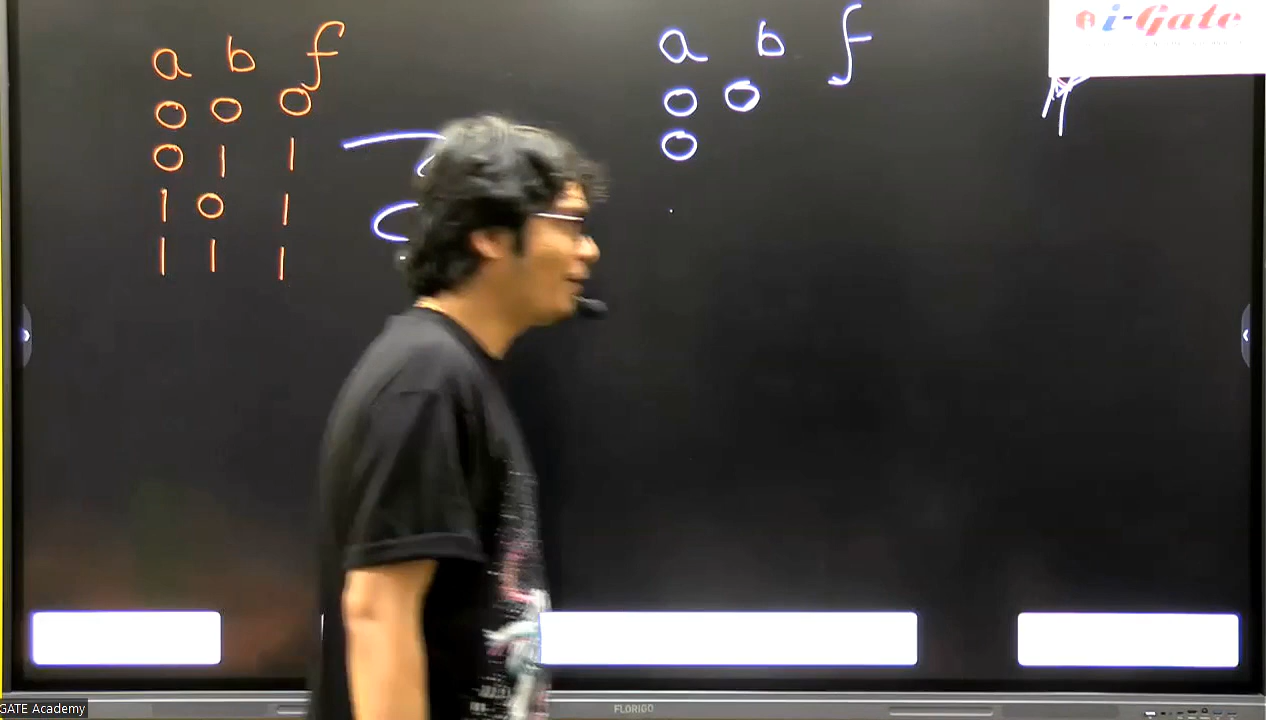 a b f
0 0 0
0 1 1
1 0 1
1 1 1
a b f
0 0
0
i-Gate
FLORIGO
GATE Academy